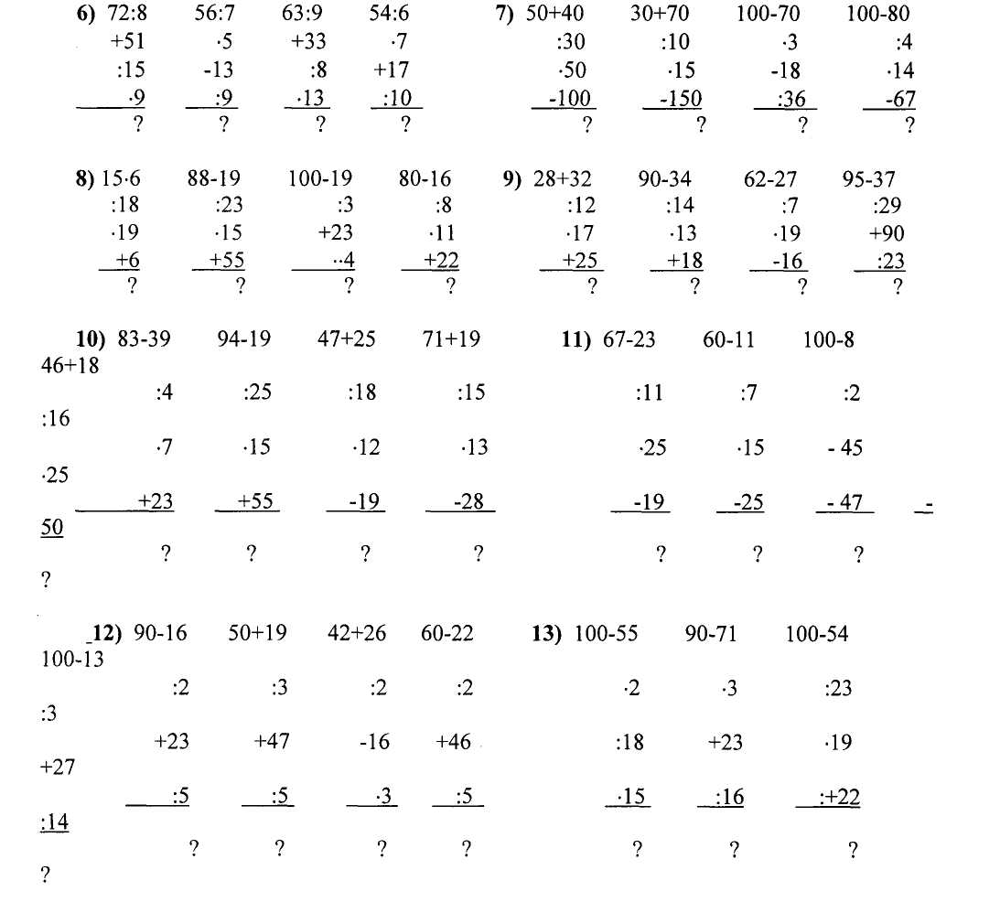 6) 72:8 56:7 63:9 54:6 7) 50+40 30+70 100-70 100-80
+51 ·5 +33 ·7 :30 :10 ·3 :4
:15 -13 :8 +17 ·50 ·15 -18 ·14
·9 :9 ·13 :10 -100 -150 :36 -67
? ? ? ? ? ? ? ?
8) 15·6 88-19 100-19 80-16 9) 28+32 90-34 62-27 95-37
:18 :23 :3 :8 :12 :14 :7 :29
·19 ·15 +23 ·11 ·17 ·13 ·19 +90
+6 +55 ··4 +22 +25 +18 -16 :23
? ? ? ? ? ? ? ?
10) 83-39 94-19 47+25 71+19 11) 67-23 60-11 100-8
46+18
:4 :25 :18 :15 :11 :7 :2
:16
·7 ·15 ·12 ·13 ·25 ·15 - 45
·25
+23 +55 -19 -28 -19 -25 - 47 -
50
? ? ? ? ? ? ?
?
12) 90-16 50+19 42+26 60-22 13) 100-55 90-71 100-54
100-13
:2 :3 :2 :2 ·2 ·3 :23
:3
+23 +47 -16 +46 :18 +23 ·19
+27
:5 :5 ·3 :5 ·15 :16 :+22
:14
? ? ? ? ? ? ?
?